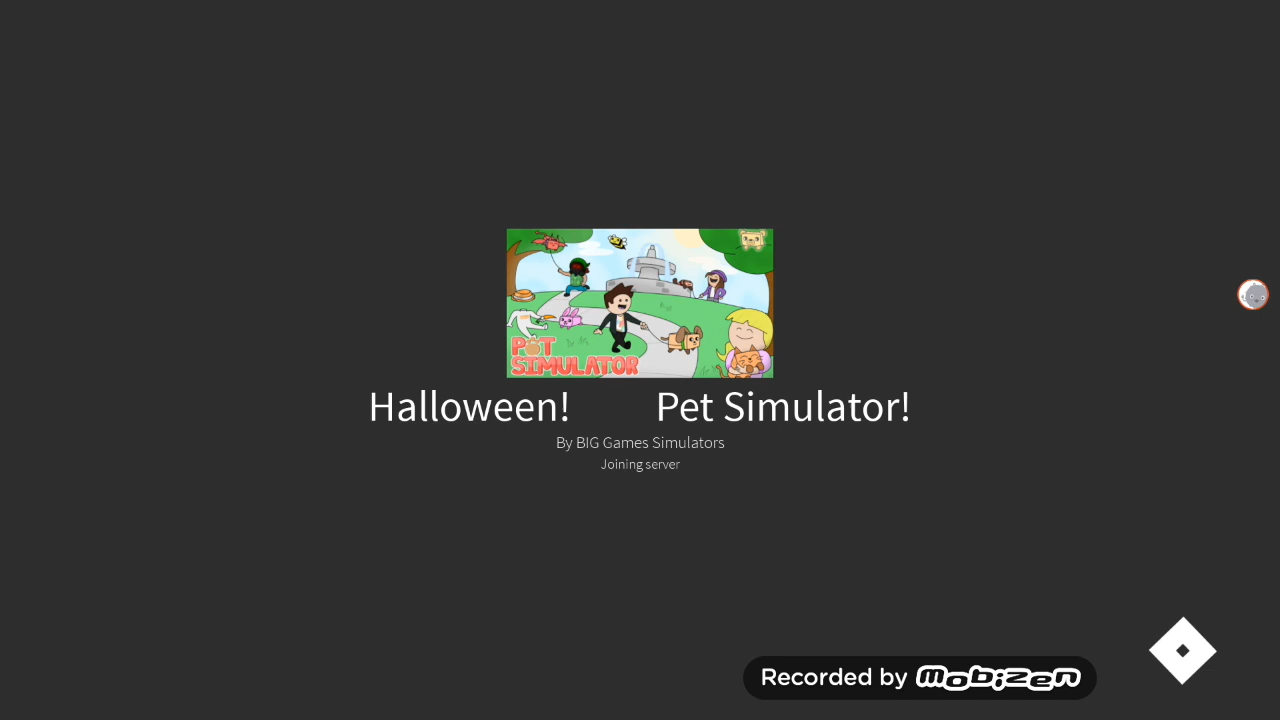 PET
SIMULATOR
Halloween! Pet Simulator!
By BIG Games Simulators
Joining server
Recorded by mobizen